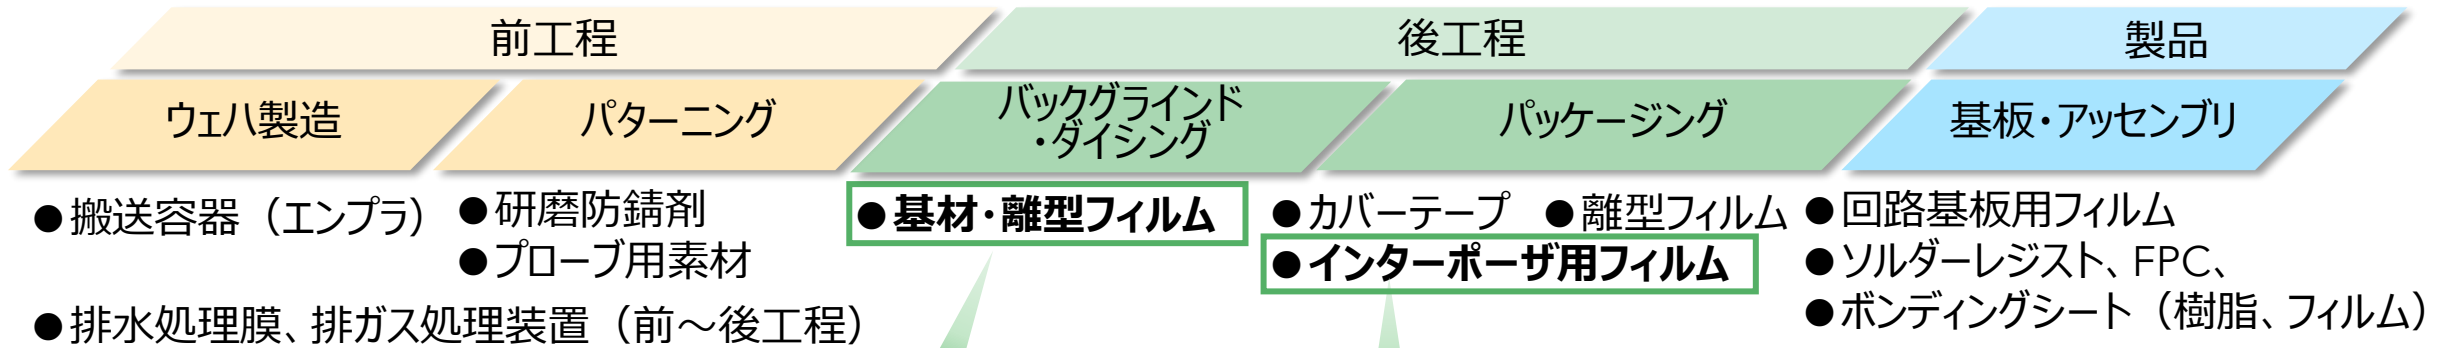 前工程
後工程
製品
ウェハ製造
パターニング
バックグラインド
・ダイシング
パッケージング
基板・アッセンブリ
●搬送容器（エンプラ）
●研磨防錆剤
●プローブ用素材
●排水処理膜、排ガス処理装置（前～後工程）
●基材・離型フィルム
●カバーテープ ●離型フィルム
●インターポーザ用フィルム
●回路基板用フィルム
●ソルダーレジスト、FPC、
●ボンディングシート（樹脂、フィルム）